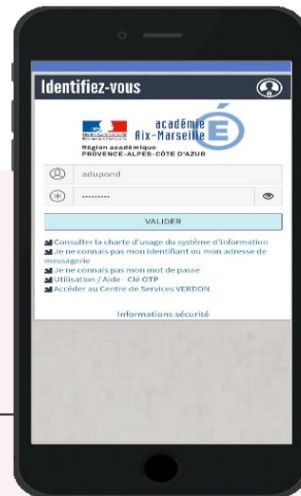 Identifiez-vous
académie
Aix-Marseille
É
Région académique
PROVENCE-ALPES-CÔTE D'AZUR
adupond
.........
VALIDER
Consulter la charte d'usage du système d'information
Je ne connais pas mon identifiant ou mon adresse de
messagerie
Je ne connais pas mon mot de passe
Utilisation / Aide - Clé OTP
Accéder au Centre de Services VERDON
Informations sécurité